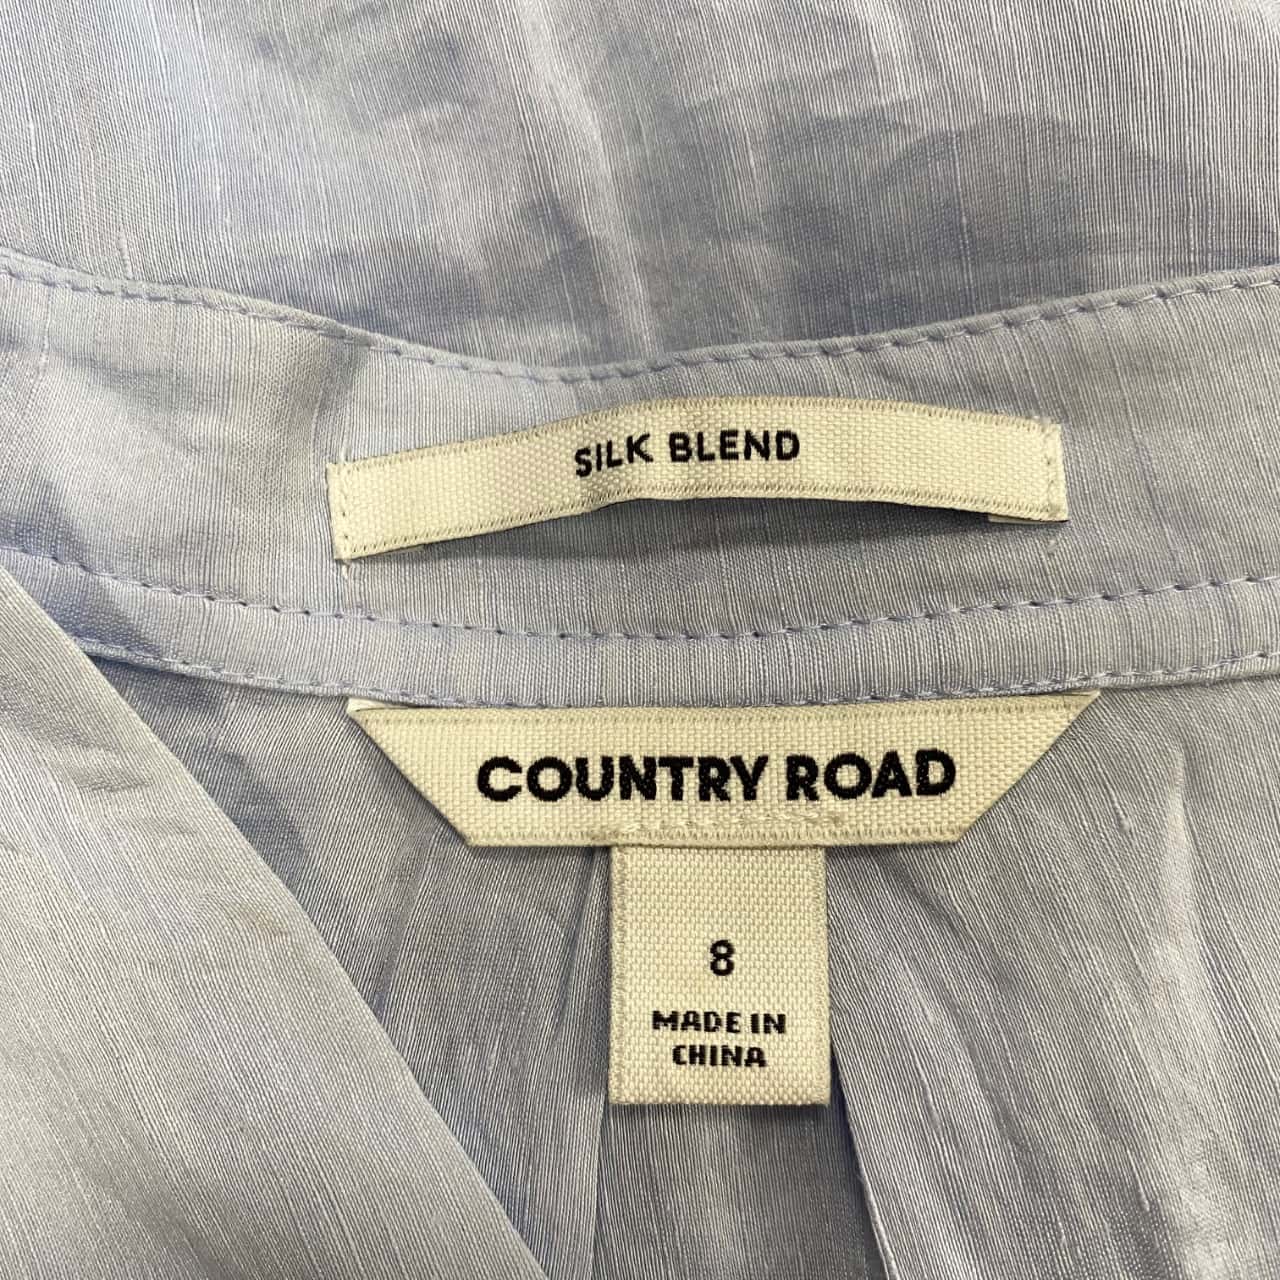 SILK BLEND
COUNTRY ROAD
8
MADE IN
CHINA